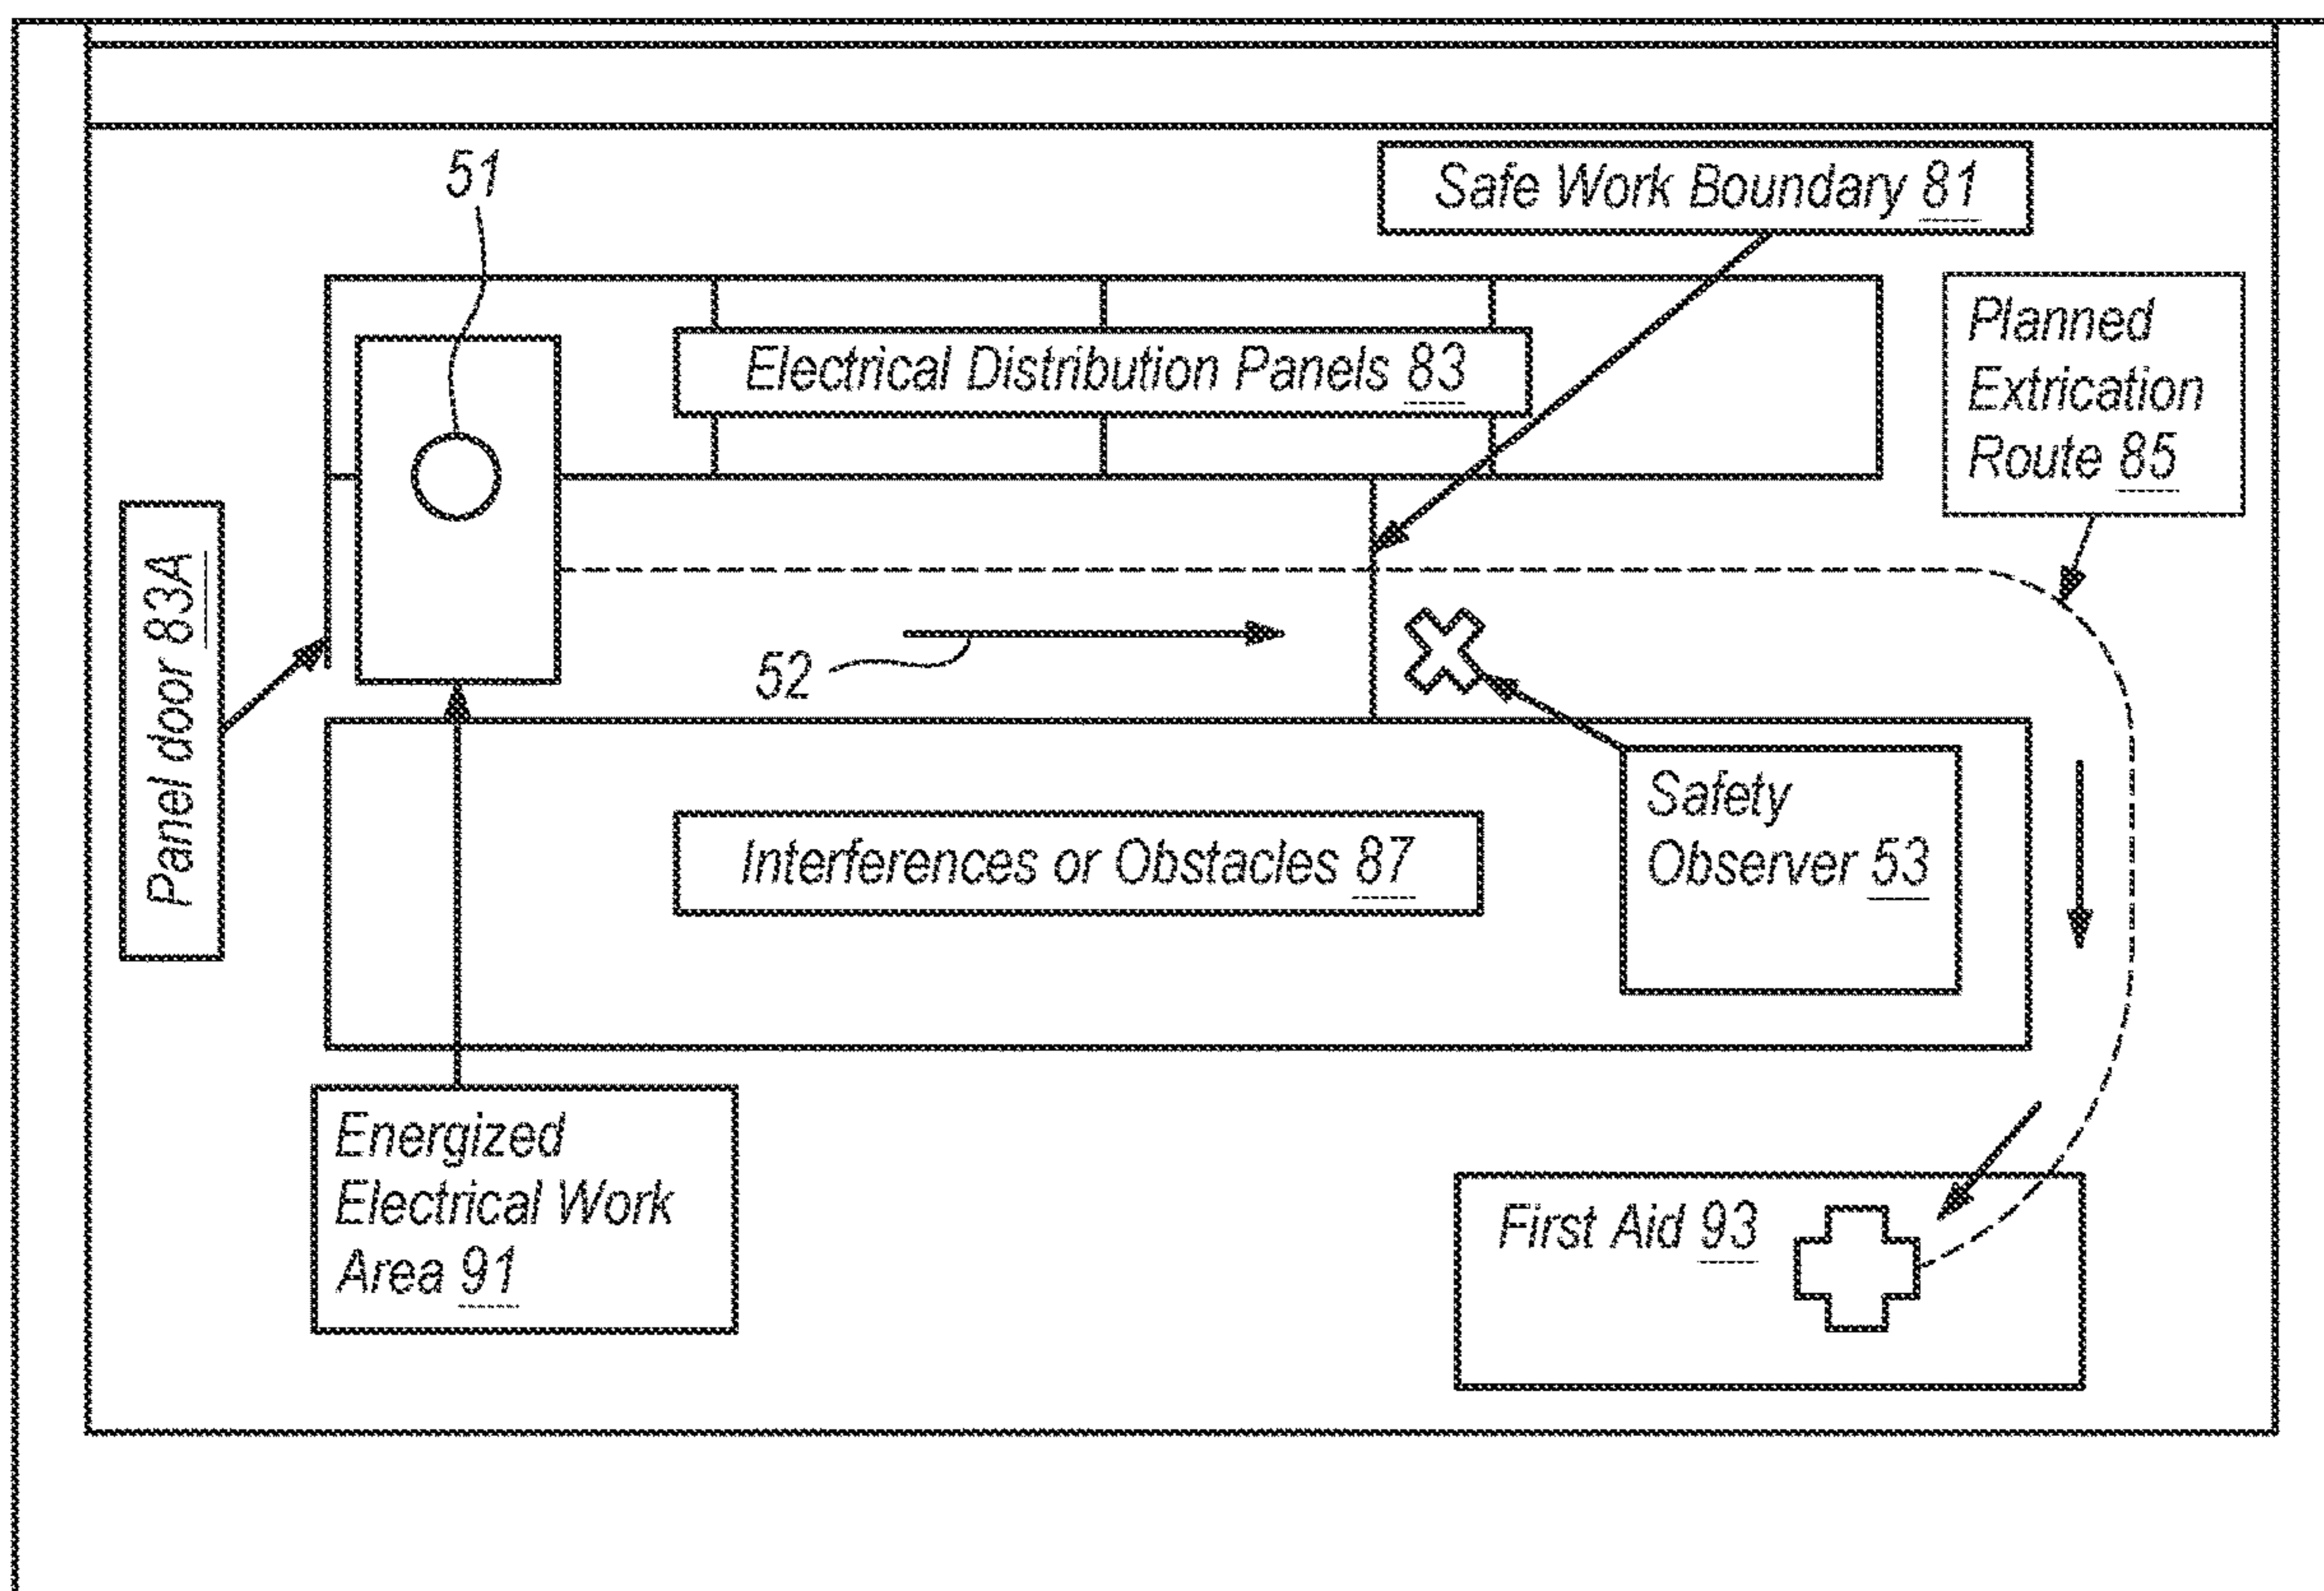 51
Safe Work Boundary 81
Planned
Extrication
Route 85
Electrical Distribution Panels 83
Panel door 83A
52
Safety
Observer 53
Interferences or Obstacles 87
Energized
Electrical Work
Area 91
First Aid 93